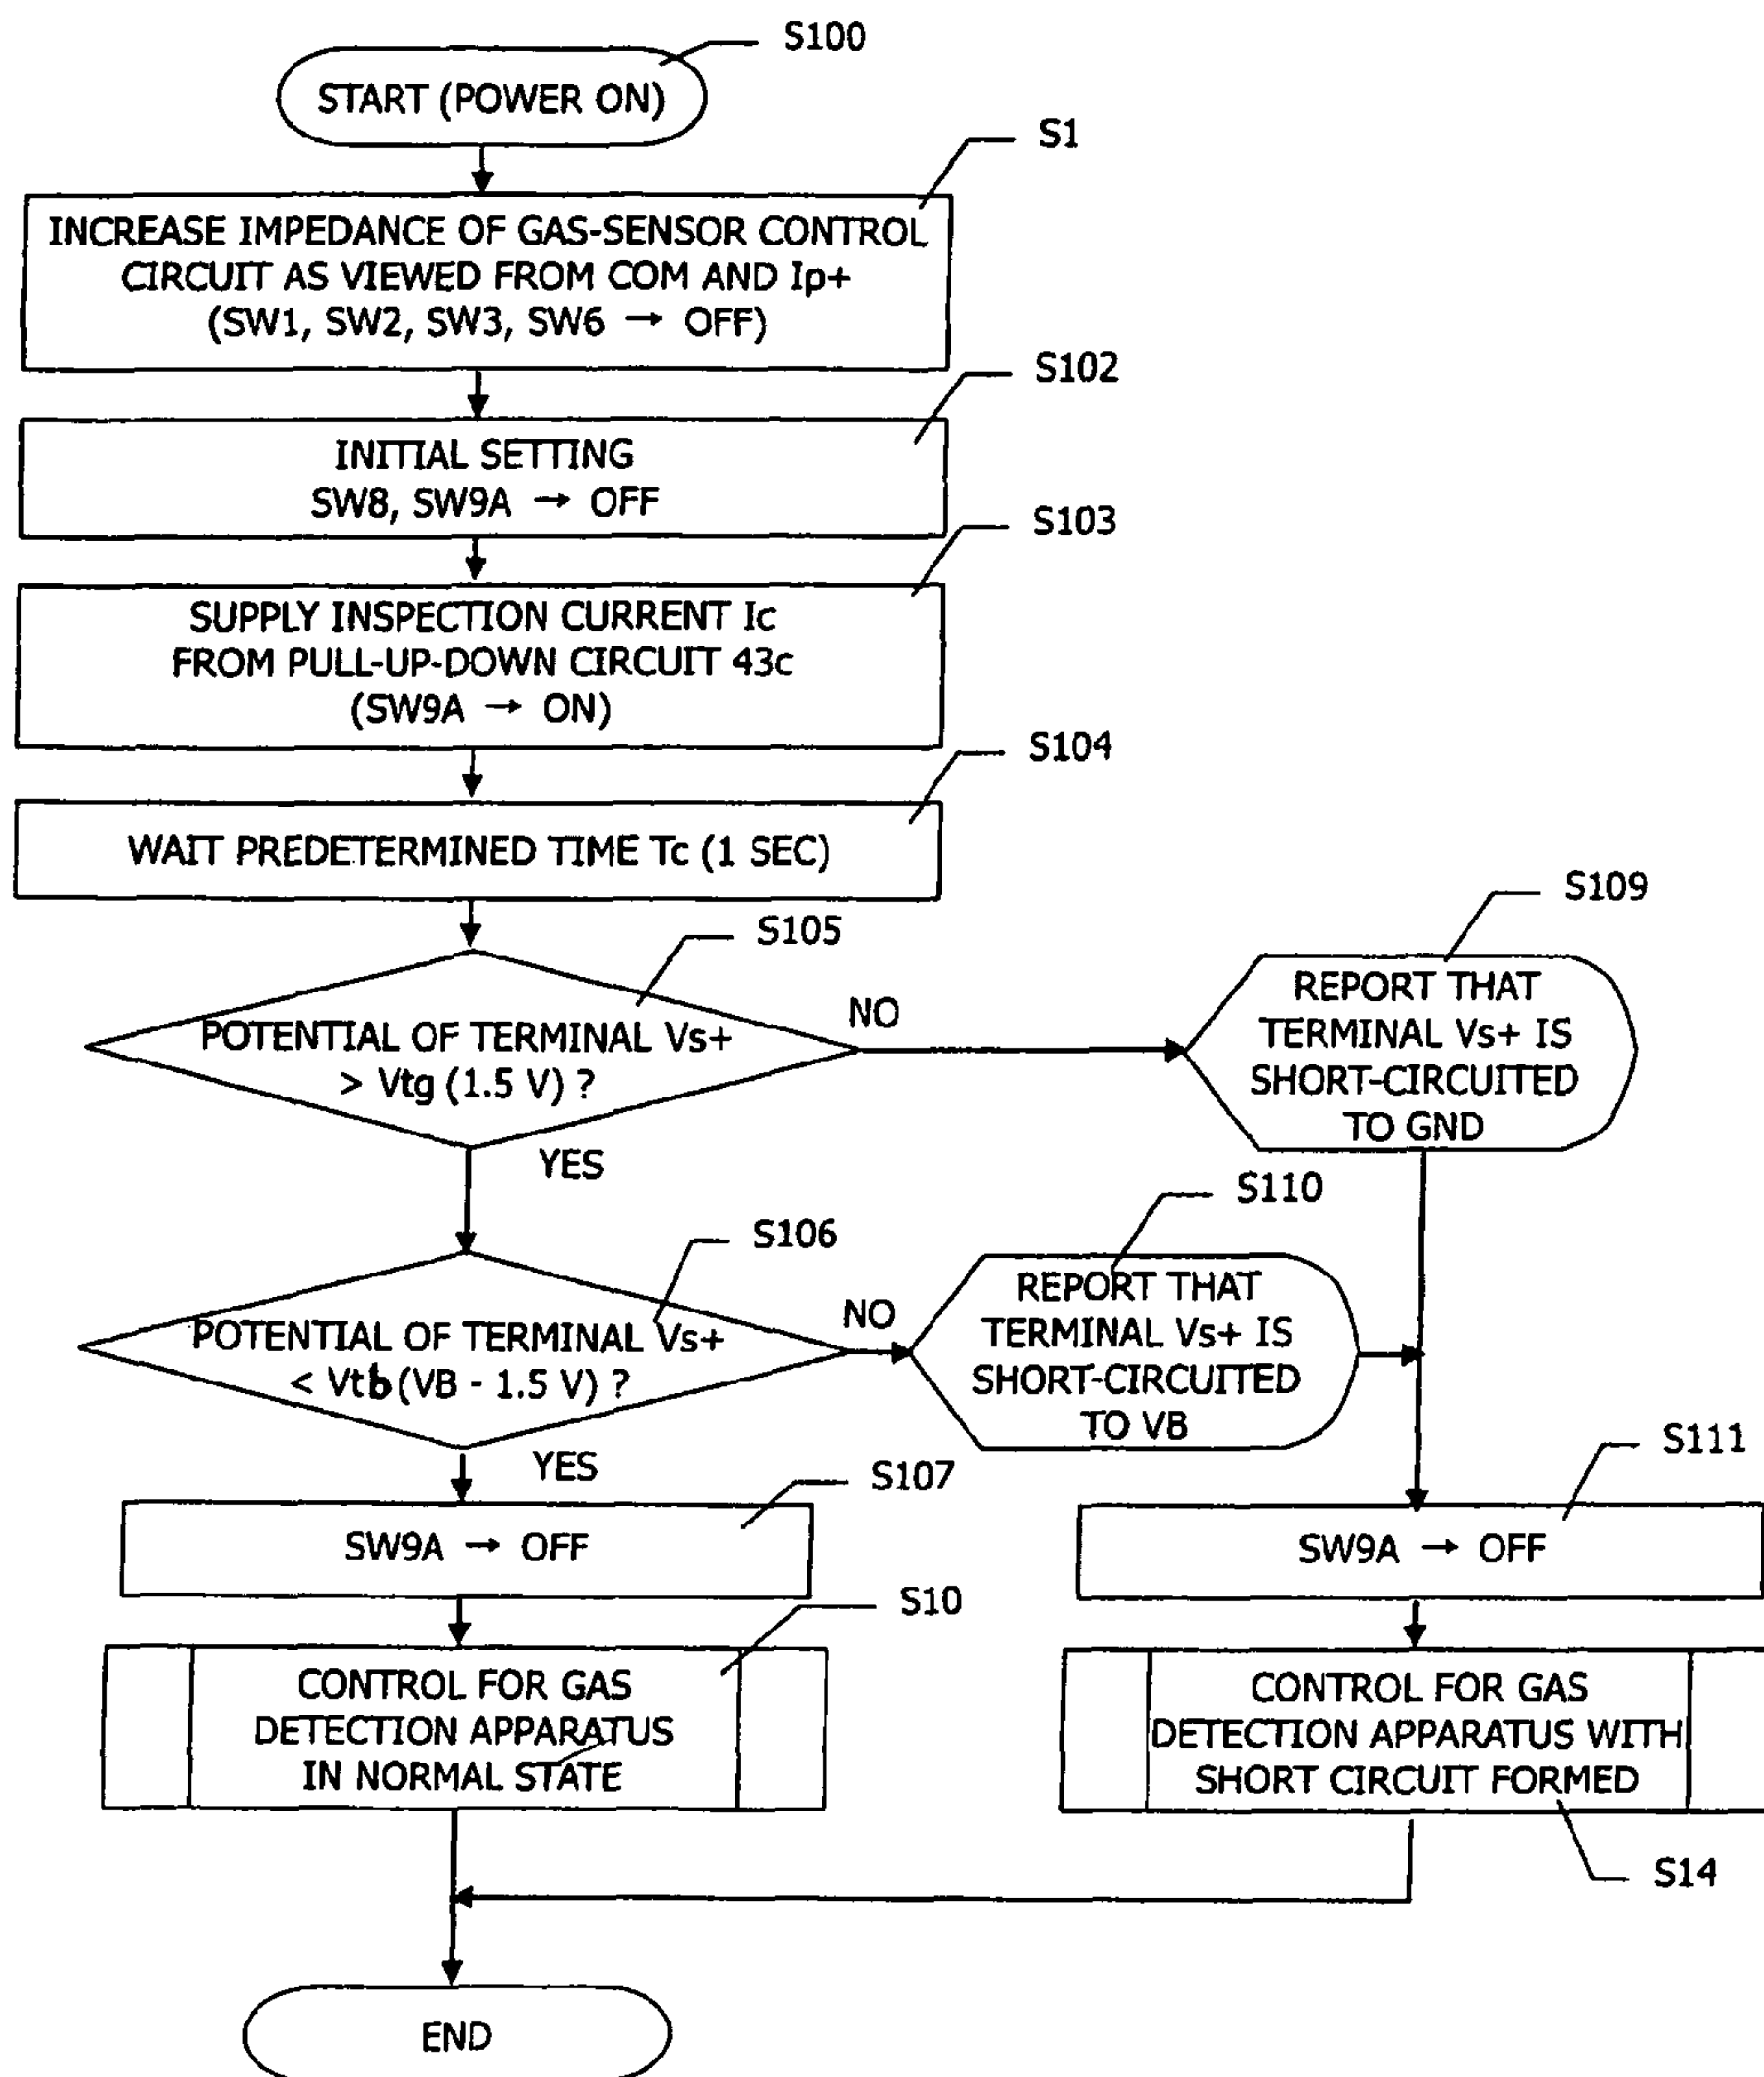 S100
START (POWER ON)
S1
INCREASE IMPEDANCE OF GAS-SENSOR CONTROL
CIRCUIT AS VIEWED FROM COM AND Ip+
(SW1, SW2, SW3, SW6 → OFF)
S102
INITIAL SETTING
SW8, SW9A → OFF
S103
SUPPLY INSPECTION CURRENT Ic
FROM PULL-UP-DOWN CIRCUIT 43c
(SW9A → ON)
S104
WAIT PREDETERMINED TIME Tc (1 SEC)
S105
POTENTIAL OF TERMINAL Vs+
> Vtg (1.5 V) ?
NO
YES
S109
REPORT THAT
TERMINAL Vs+ IS
SHORT-CIRCUITED
TO GND
S106
POTENTIAL OF TERMINAL Vs+
< Vtb (VB - 1.5 V) ?
NO
YES
S110
REPORT THAT
TERMINAL Vs+ IS
SHORT-CIRCUITED
TO VB
S107
SW9A → OFF
S111
SW9A → OFF
S10
CONTROL FOR GAS
DETECTION APPARATUS
IN NORMAL STATE
CONTROL FOR GAS
DETECTION APPARATUS WITH
SHORT CIRCUIT FORMED
S14
END